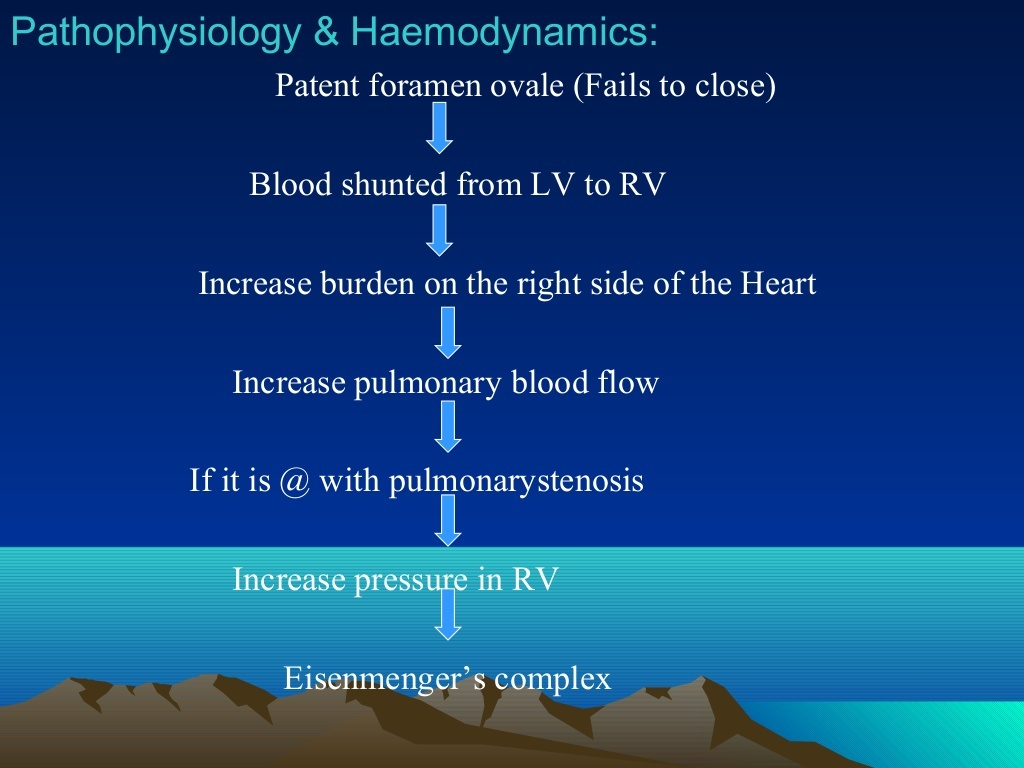 Pathophysiology & Haemodynamics:
Patent foramen ovale (Fails to close)
Blood shunted from LV to RV
Increase burden on the right side of the Heart
Increase pulmonary blood flow
If it is @ with pulmonarystenosis
Increase pressure in RV
Eisenmenger’s complex